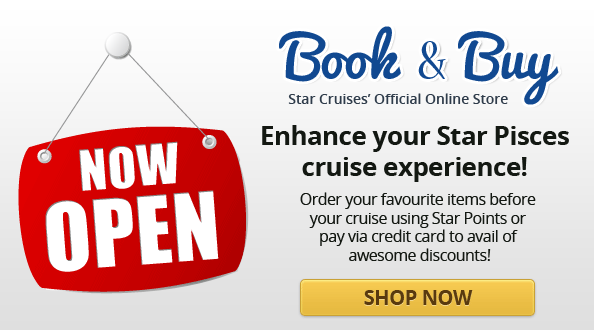 NOW
OPEN
Book & Buy
Star Cruises’ Official Online Store
Enhance your Star Pisces
cruise experience!
Order your favourite items before
your cruise using Star Points or
pay via credit card to avail of
awesome discounts!
SHOP NOW